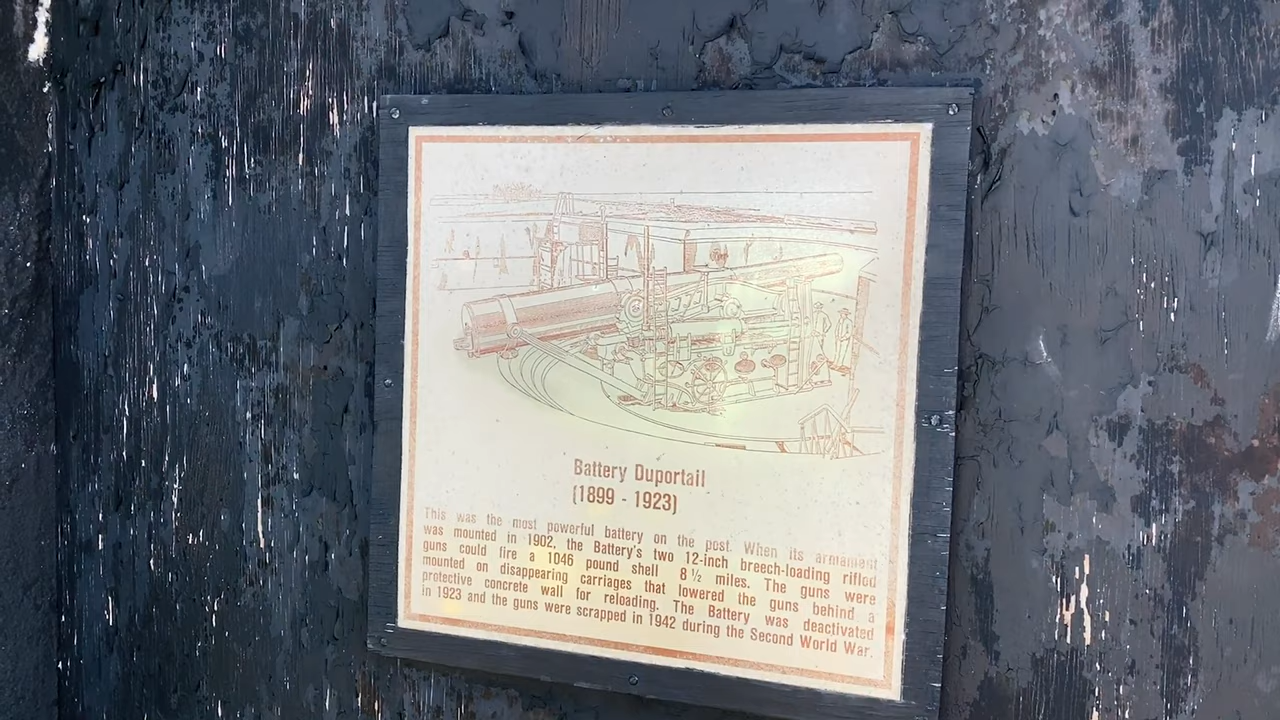 Battery Duportail
(1899 - 1923)
This was the most powerful battery on the post. When its armament
was mounted in 1902, the Battery's two 12-inch breech-loading rifled
guns could fire a 1046 pound shell 8 ½ miles. The guns were
mounted on disappearing carriages that lowered the guns behind a
protective concrete wall for reloading. The Battery was deactivated
in 1923 and the guns were scrapped in 1942 during the Second World War.